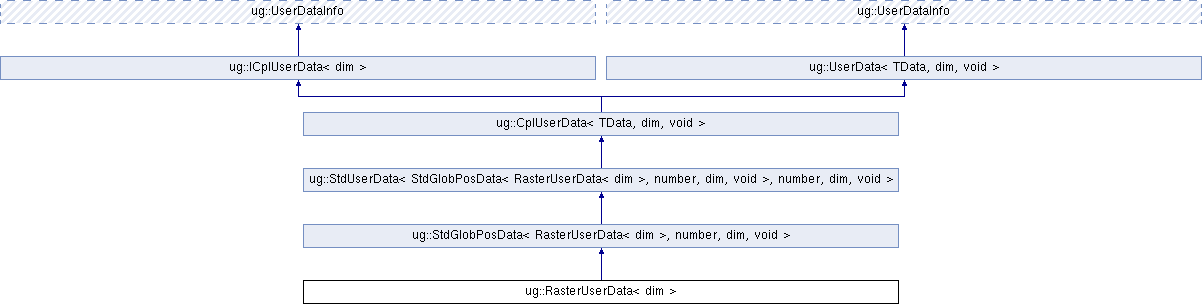 ug::UserDataInfo
ug::UserDataInfo
ug::ICplUserData< dim >
ug::UserData< TData, dim, void >
ug::CplUserData< TData, dim, void >
ug::StdUserData< StdGlobPosData< RasterUserData< dim >, number, dim, void >, number, dim, void >
ug::StdGlobPosData< RasterUserData< dim >, number, dim, void >
ug::RasterUserData< dim >